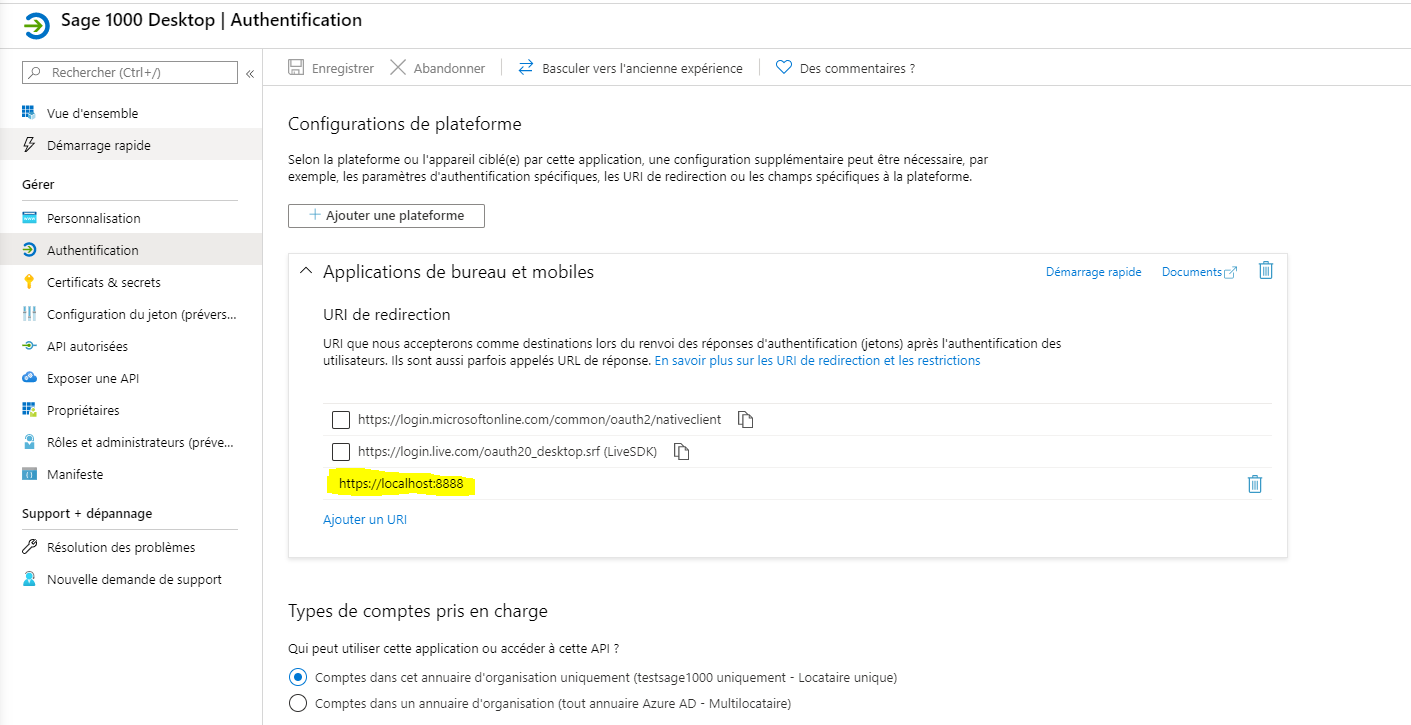 Sage 1000 Desktop | Authentification
Rechercher (Ctrl+/)
«
Enregistrer
Abandonner
Basculer vers l'ancienne expérience
Des commentaires ?
Vue d'ensemble
Démarrage rapide
Gérer
Personnalisation
Authentification
Certificats & secrets
Configuration du jeton (prévers...
API autorisées
Exposer une API
Propriétaires
Rôles et administrateurs (préve...
Manifeste
Support + dépannage
Résolution des problèmes
Nouvelle demande de support
Configurations de plateforme
Selon la plateforme ou l'appareil ciblé(e) par cette application, une configuration supplémentaire peut être nécessaire, par
exemple, les paramètres d'authentification spécifiques, les URI de redirection ou les champs spécifiques à la plateforme.
+ Ajouter une plateforme
Applications de bureau et mobiles
Démarrage rapide
Documents
URI de redirection
URI que nous accepterons comme destinations lors du renvoi des réponses d'authentification (jetons) après l'authentification des
utilisateurs. Ils sont aussi parfois appelés URL de réponse. En savoir plus sur les URI de redirection et les restrictions
https://login.microsoftonline.com/common/oauth2/nativeclient
https://login.live.com/oauth20_desktop.srf (LiveSDK)
https://localhost:8888
Ajouter un URI
Types de comptes pris en charge
Qui peut utiliser cette application ou accéder à cette API ?
Comptes dans cet annuaire d'organisation uniquement (testsage1000 uniquement - Locataire unique)
Comptes dans un annuaire d'organisation (tout annuaire Azure AD - Multilocataire)